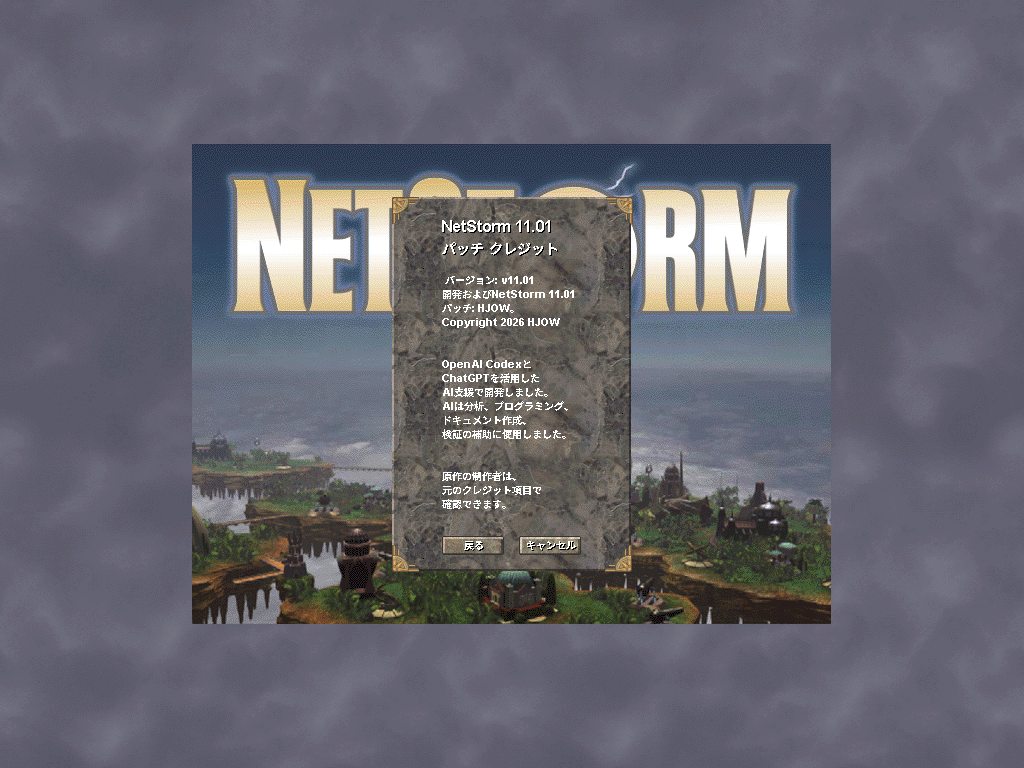 NETSTORM
NetStorm 11.01
パッチ クレジット
バージョン: v11.01
開発およびNetStorm 11.01
パッチ: HJOW。
Copyright 2026 HJOW
OpenAI Codexと
ChatGPTを活用した
AI支援で開発しました。
AIは分析、プログラミング、
ドキュメント作成、
検証の補助に使用しました。
原作の制作者は、
元のクレジット項目で
確認できます。
戻る
キャンセル